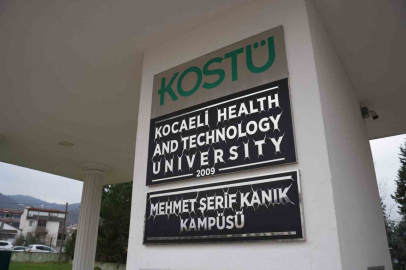 KOSTÜ
KOCAELİ HEALTH
AND TECHNOLOGY
UNIVERSITY
2009
MEHMET ŞERİF KANIK
KAMPÜSÜ